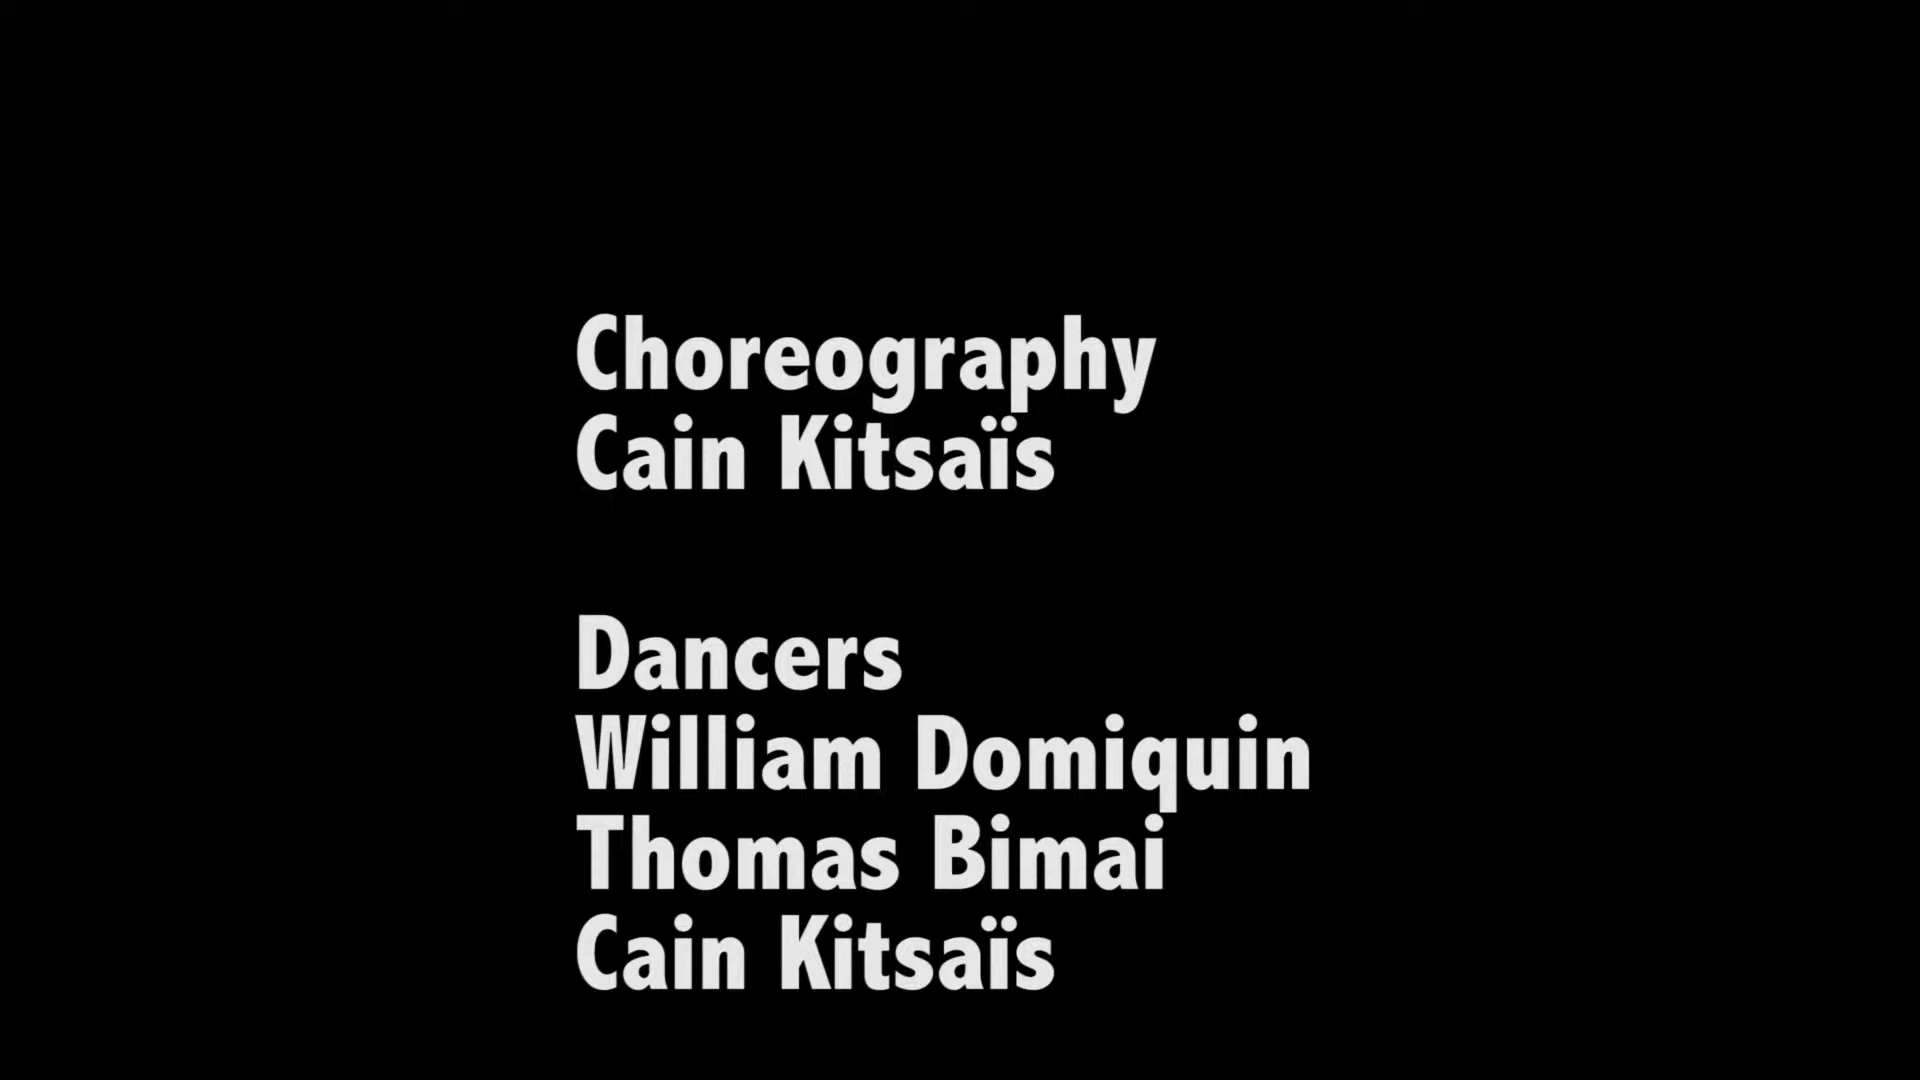 Choreography
Cain Kitsaïs
Dancers
William Domiquin
Thomas Bimai
Cain Kitsaïs